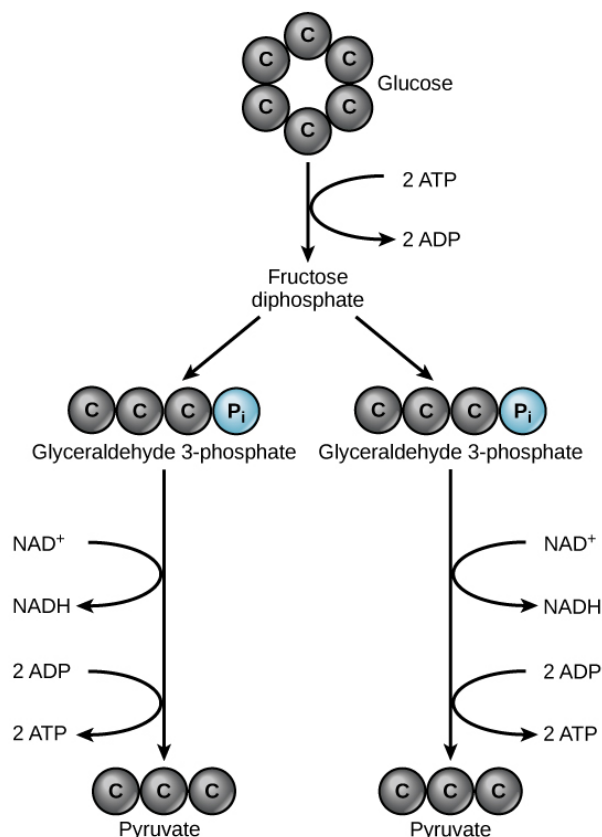 C
C
C
C
C
C
Glucose
2 ATP
2 ADP
Fructose
diphosphate
C C C Pi
C C C Pi
Glyceraldehyde 3-phosphate
Glyceraldehyde 3-phosphate
NAD+
NADH
2 ADP
2 ATP
NAD+
NADH
2 ADP
2 ATP
C C C
Pyruvate
C C C
Pyruvate